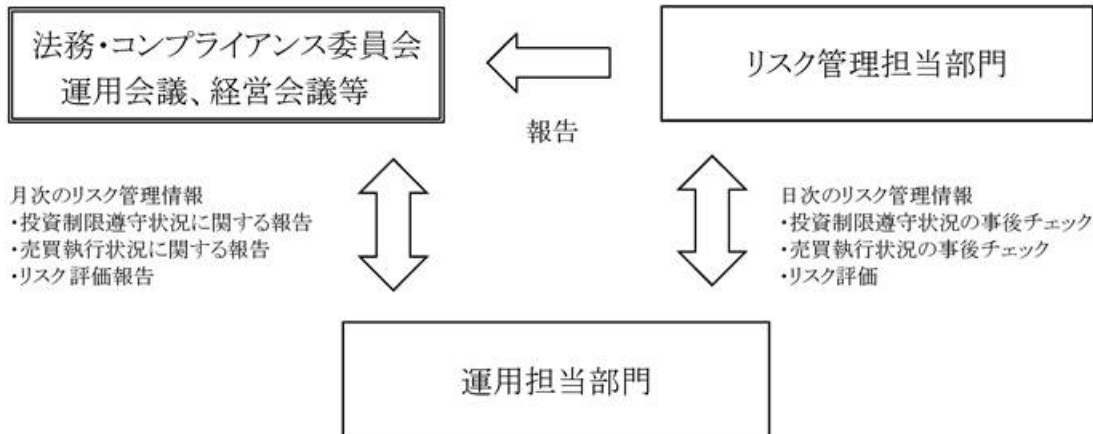 法務・コンプライアンス委員会
運用会議、経営会議等
リスク管理担当部門
報告
月次のリスク管理情報
・投資制限遵守状況に関する報告
・売買執行状況に関する報告
・リスク評価報告
日次のリスク管理情報
・投資制限遵守状況の事後チェック
・売買執行状況の事後チェック
・リスク評価
運用担当部門